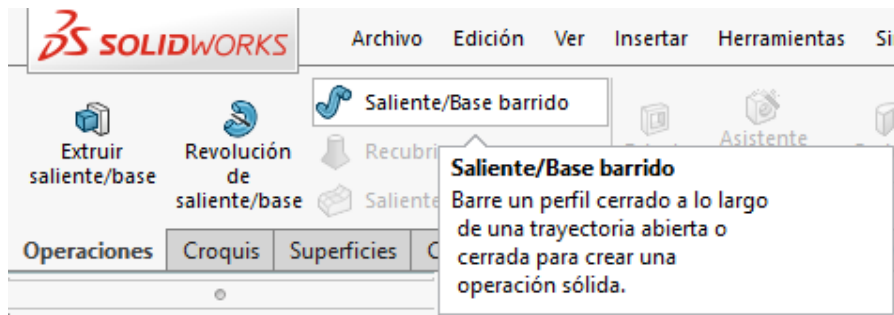 SOLIDWORKS
Archivo Edición Ver Insertar Herramientas
Extruir saliente/base
Revolución de saliente/base
Saliente/Base barrido
Asistente
Saliente/Base barrido
Barre un perfil cerrado a lo largo
de una trayectoria abierta o
cerrada para crear una
operación sólida.
Operaciones Croquis Superficies